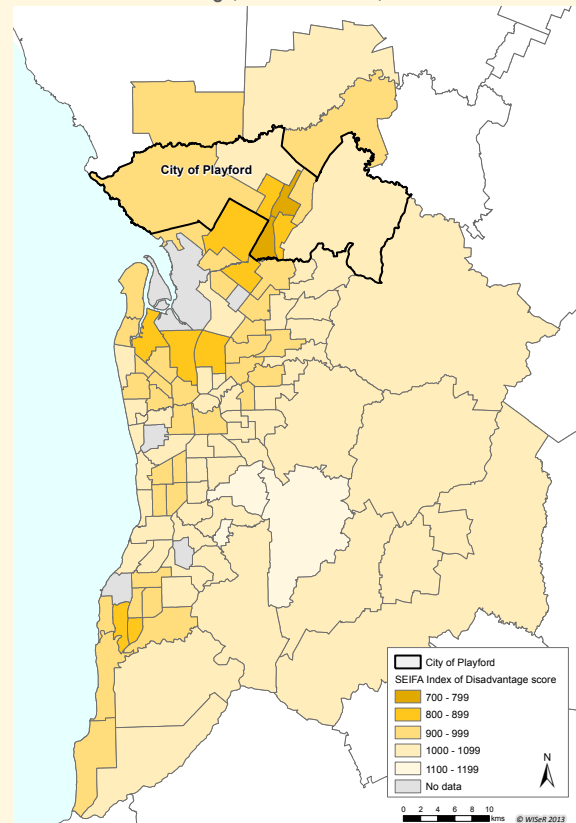 City of Playford
City of Playford
SEIFA Index of Disadvantage score
700 - 799
800 - 899
900 - 999
1000 - 1099
1100 - 1199
No data
N
0 2 4 6 8 10
kms
© WISeR 2013